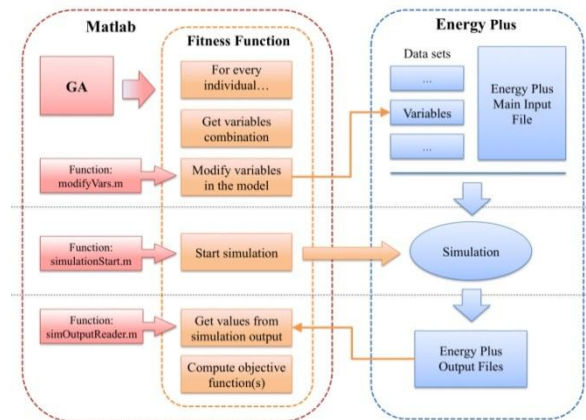 Matlab
Energy Plus
Fitness Function
GA
For every
individual…
Get variables
combination
Function:
modifyVars.m
Modify variables
in the model
Data sets
...
Variables
...
Energy Plus
Main Input
File
Function:
simulationStart.m
Start simulation
Simulation
Function:
simOutputReader.m
Get values from
simulation output
Compute objective
function(s)
Energy Plus
Output Files